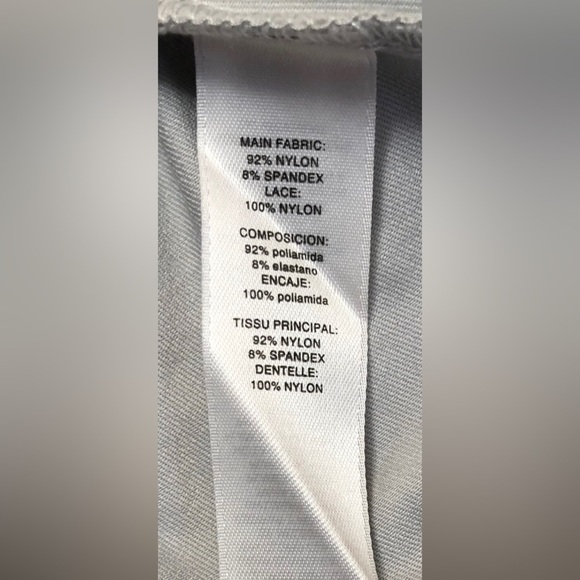 MAIN FABRIC:
92% NYLON
8% SPANDEX
LACE:
100% NYLON
COMPOSICION:
92% poliamida
8% elastano
ENCAJE:
100% poliamida
TISSU PRINCIPAL:
92% NYLON
8% SPANDEX
DENTELLE:
100% NYLON